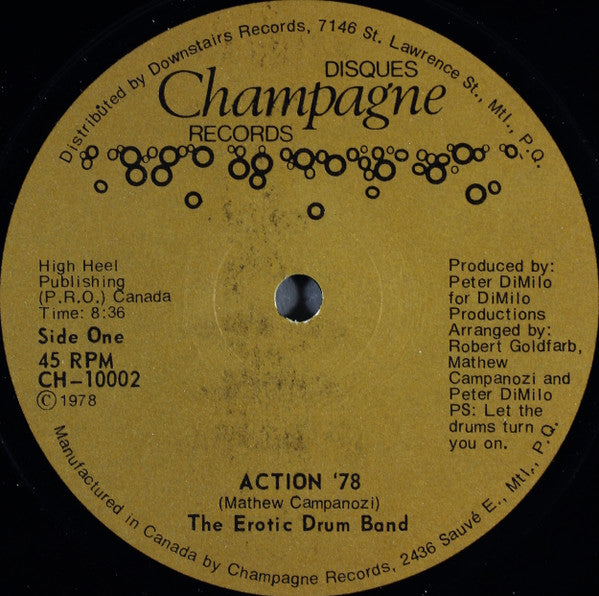 Distributed by Downstairs Records, 7146 St. Lawrence St., Mtl., P.Q.
DISQUES
Champagne
RECORDS
High Heel
Publishing
(P.R.O.) Canada
Time: 8:36
Side One
45 RPM
CH-10002
Ⓒ 1978
Produced by:
Peter DiMilo
for DiMilo
Productions
Arranged by:
Robert Goldfarb,
Mathew
Campanozi and
Peter DiMilo
PS: Let the
drums turn
you on.
ACTION '78
(Mathew Campanozi)
The Erotic Drum Band
Manufactured in Canada by Champagne Records, 2436 Sauvé E., Mtl., P.Q.